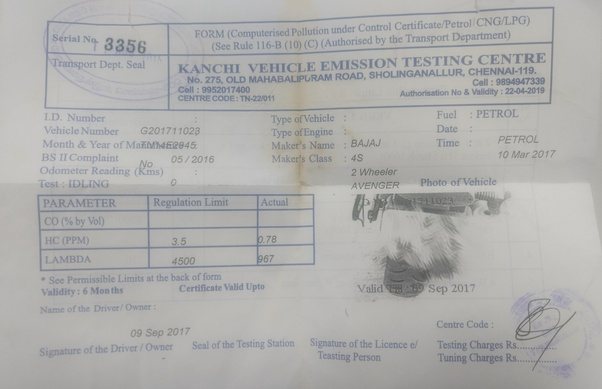 Serial No. 3356
Transport Dept. Seal
FORM (Computerised Pollution under Control Certificate/Petrol/CNG/LPG)
(See Rule 116-B (10) (C) (Authorised by the Transport Department)
KANCHI VEHICLE EMISSION TESTING CENTRE
No. 275, OLD MAHABALIPURAM ROAD, SHOLINGANALLUR, CHENNAI-119.
Cell : 9952017400 Cell : 9894947339
CENTRE CODE : TN-22/011 Authorisation No & Validity : 22-04-2019
I.D. Number : Type of Vehicle : Fuel : PETROL
Vehicle Number G201711023 Type of Engine : Date :
Month & Year of Maker's Name : BAJAJ Time : PETROL
BS II Complaint 05 / 2016 Maker's Class : 4S 10 Mar 2017
No
Odometer Reading (Kms) 2 Wheeler
Test : IDLING 0 AVENGER Photo of Vehicle
PARAMETER Regulation Limit Actual
CO (% by Vol)
HC (PPM) 3.5 0.78
LAMBDA 4500 967
* See Permissible Limits at the back of form
Validity : 6 Months Certificate Valid Upto Valid Till : 09 Sep 2017
Name of the Driver / Owner :
Centre Code :
09 Sep 2017
Signature of the Driver / Owner Seal of the Testing Station Signature of the Licence e/ Testing Charges Rs.
Teasting Person Tuning Charges Rs.